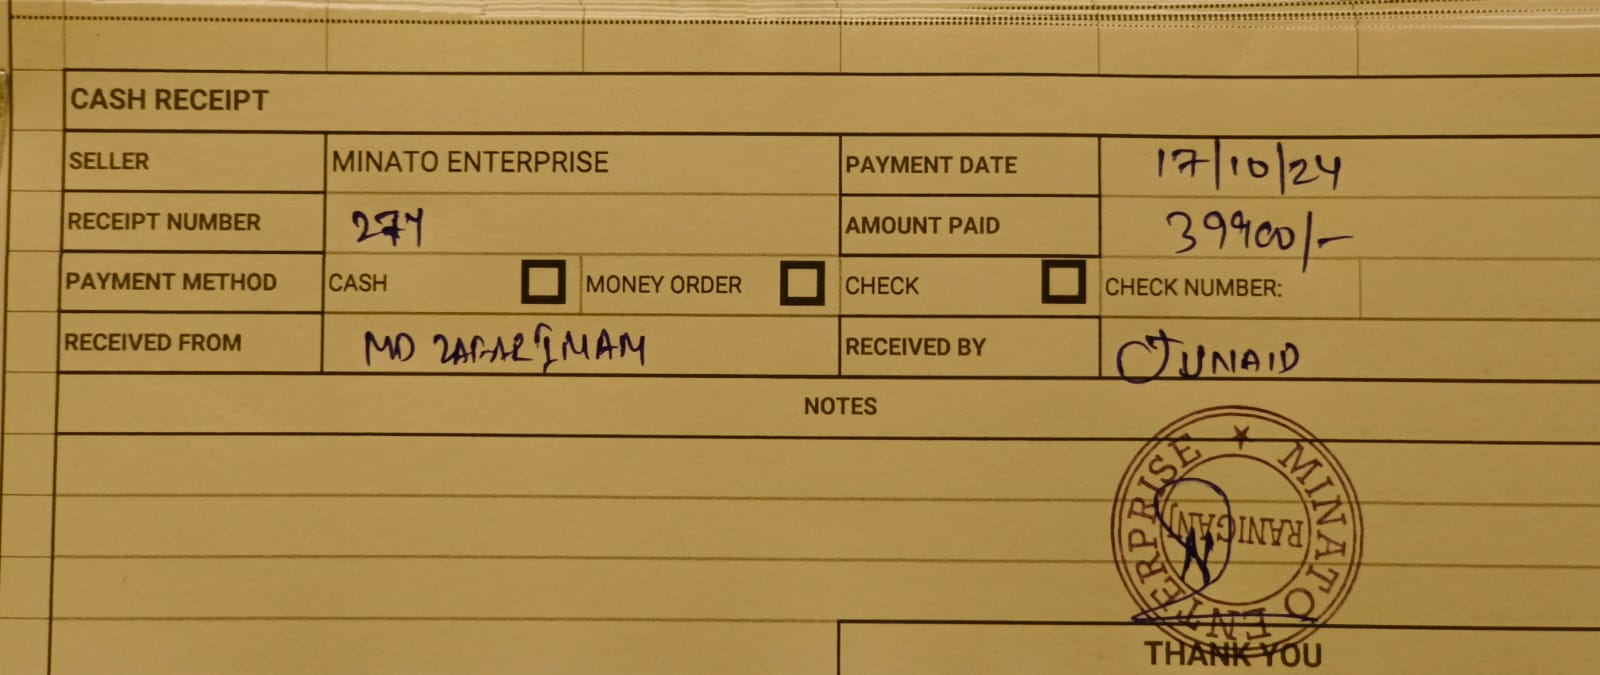 CASH RECEIPT
SELLER MINATO ENTERPRISE PAYMENT DATE 17/10/24
RECEIPT NUMBER 274 AMOUNT PAID 39900/-
PAYMENT METHOD CASH MONEY ORDER CHECK CHECK NUMBER:
RECEIVED FROM MD ZAFAR IMAM RECEIVED BY JUNAID
NOTES
MINATO ENTERPRISE
RANIGANJ
THANK YOU